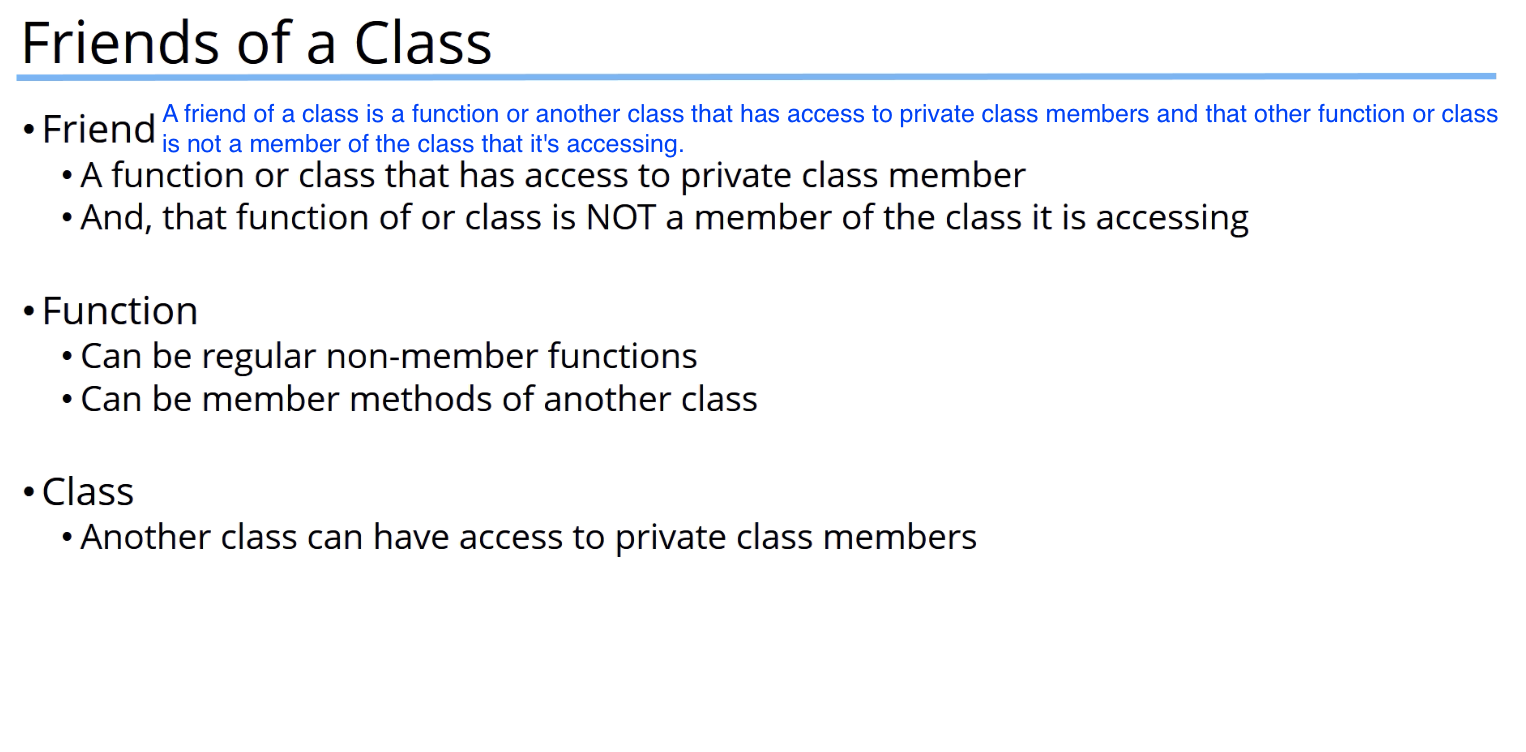 Friends of a Class
• Friend
A friend of a class is a function or another class that has access to private class members and that other function or class
is not a member of the class that it's accessing.
• A function or class that has access to private class member
• And, that function of or class is NOT a member of the class it is accessing
• Function
• Can be regular non-member functions
• Can be member methods of another class
• Class
• Another class can have access to private class members